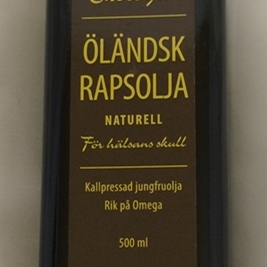 ÖLÄNDSK
RAPSOLJA
NATURELL
För hälsans skull
Kallpressad jungfruolja
Rik på Omega
500 ml